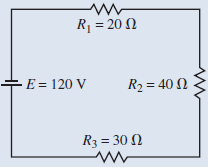 R₁ = 20 Ω
E = 120 V
R₂ = 40 Ω
R₃ = 30 Ω